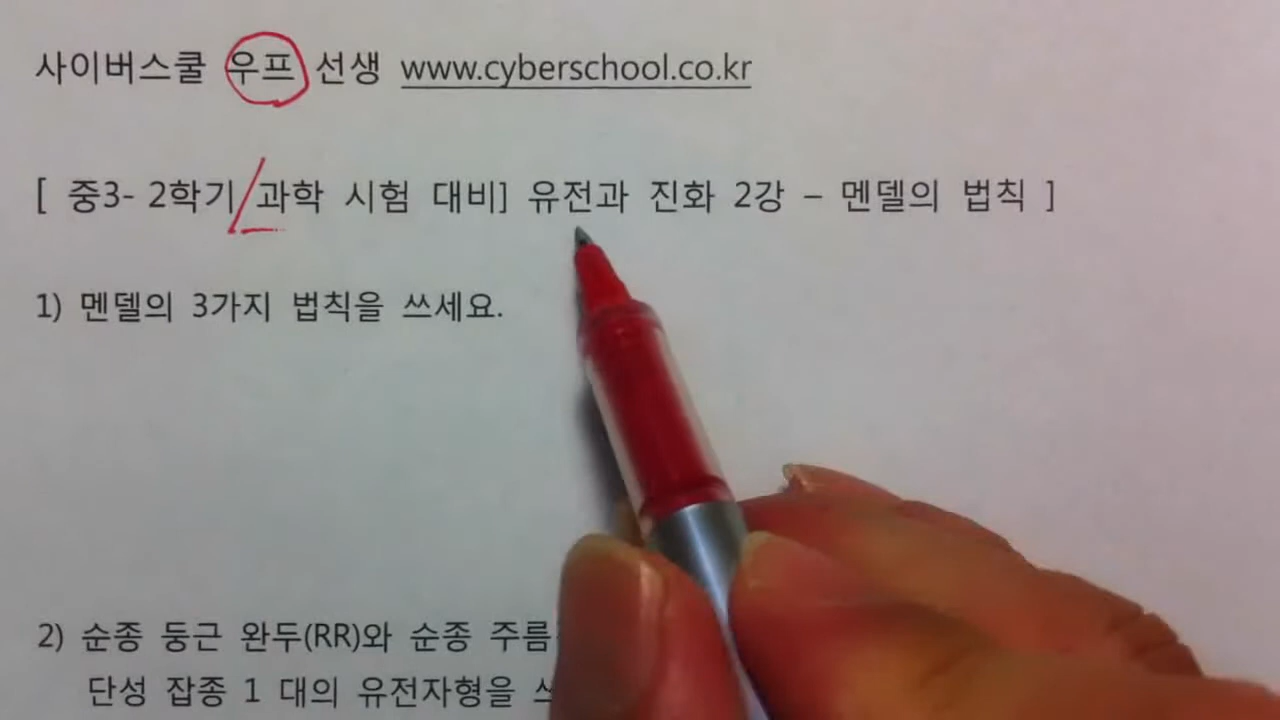 사이버스쿨 우프 선생 www.cyberschool.co.kr
[ 중3- 2학기 과학 시험 대비] 유전과 진화 2강 – 멘델의 법칙 ]
1) 멘델의 3가지 법칙을 쓰세요.
2) 순종 둥근 완두(RR)와 순종 주름
단성 잡종 1 대의 유전자형을